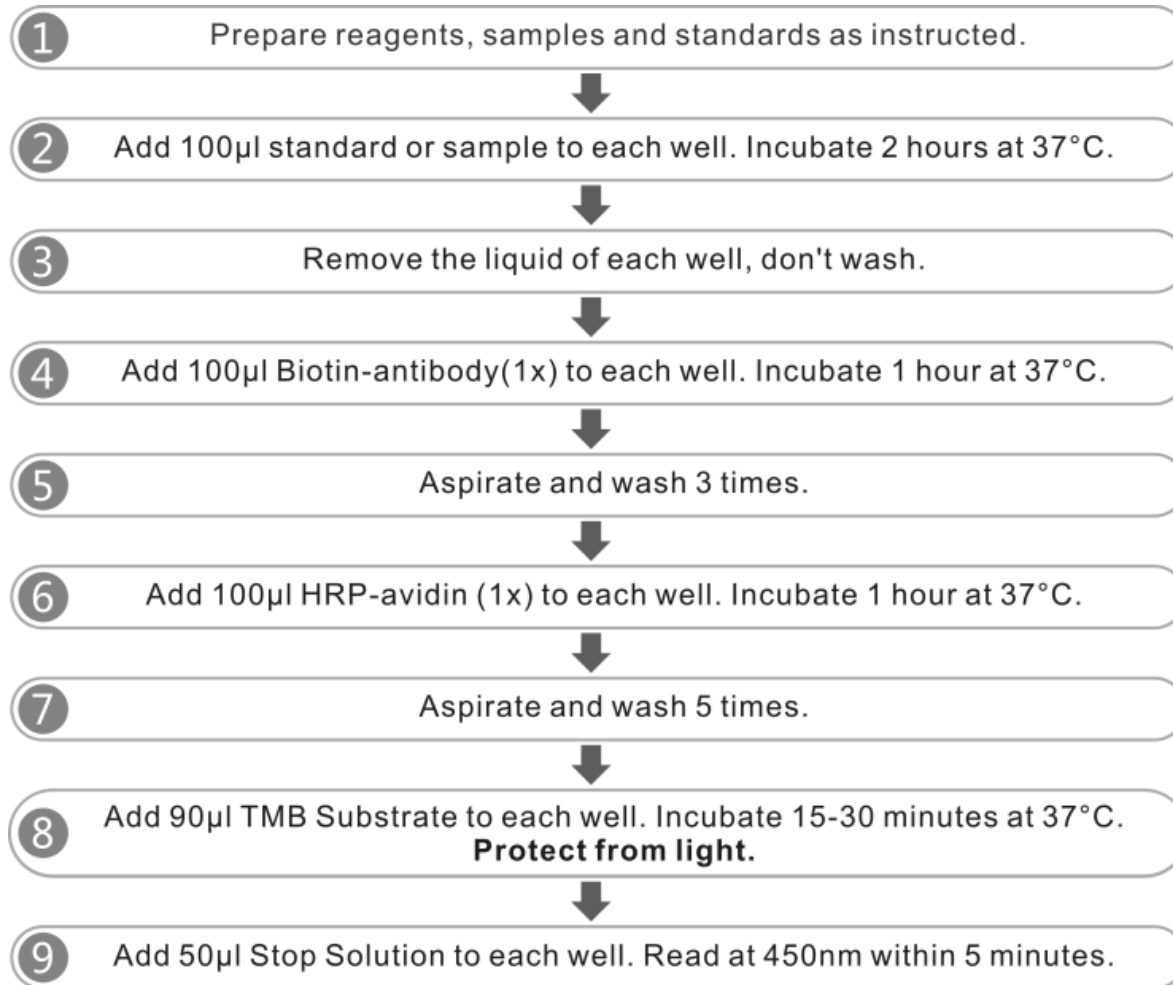 1 Prepare reagents, samples and standards as instructed.
2 Add 100µl standard or sample to each well. Incubate 2 hours at 37°C.
3 Remove the liquid of each well, don't wash.
4 Add 100µl Biotin-antibody(1x) to each well. Incubate 1 hour at 37°C.
5 Aspirate and wash 3 times.
6 Add 100µl HRP-avidin (1x) to each well. Incubate 1 hour at 37°C.
7 Aspirate and wash 5 times.
8 Add 90µl TMB Substrate to each well. Incubate 15-30 minutes at 37°C.
Protect from light.
9 Add 50µl Stop Solution to each well. Read at 450nm within 5 minutes.